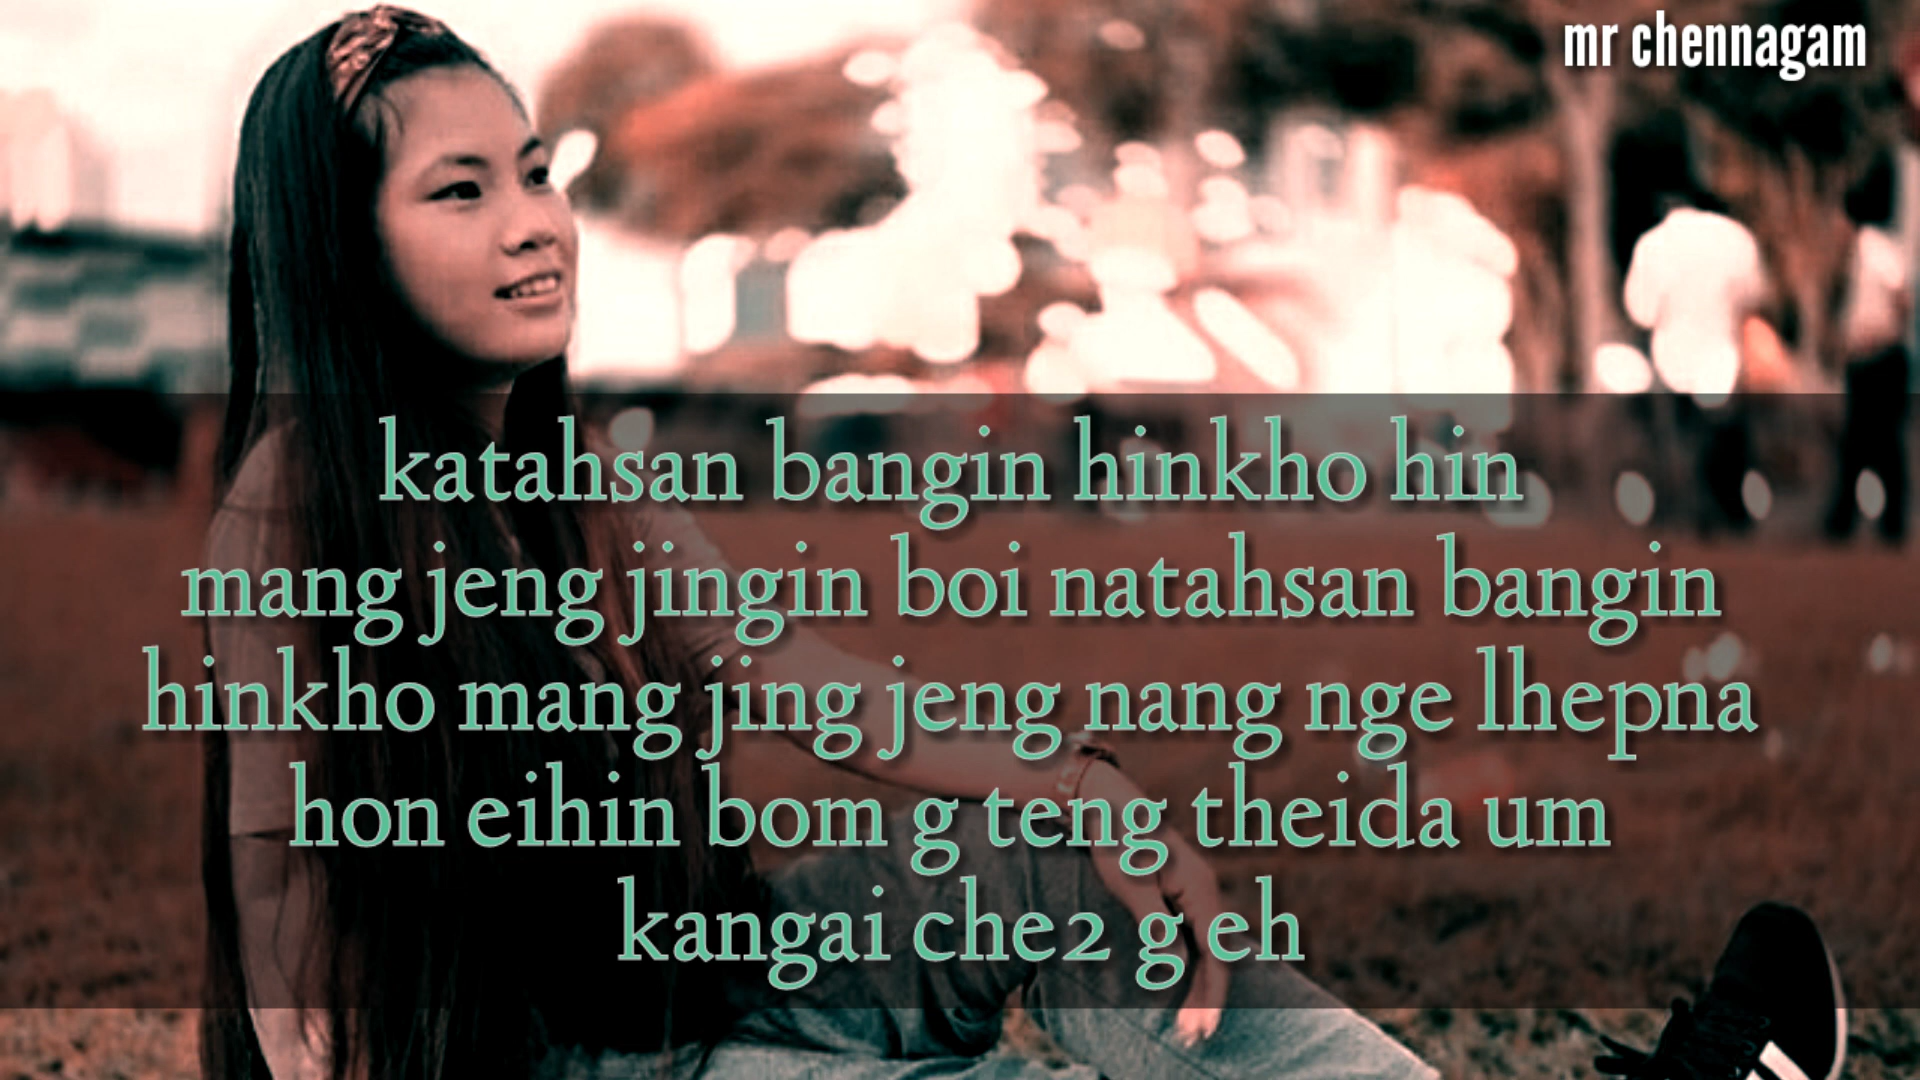 mr chennagam
katahsan bangin hinkho hin
mang jeng jingin boi natahsan bangin
hinkho mang jing jeng nang nge lhepna
hon eihin bom g teng theida um
kangai che2 g eh